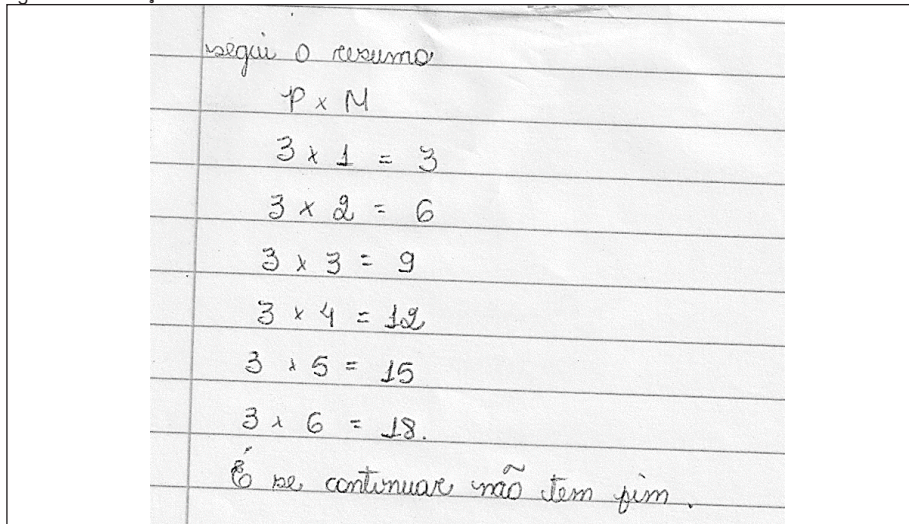 segui o resumo
P x N
3 x 1 = 3
3 x 2 = 6
3 x 3 = 9
3 x 4 = 12
3 x 5 = 15
3 x 6 = 18.
É se continuar não tem fim.